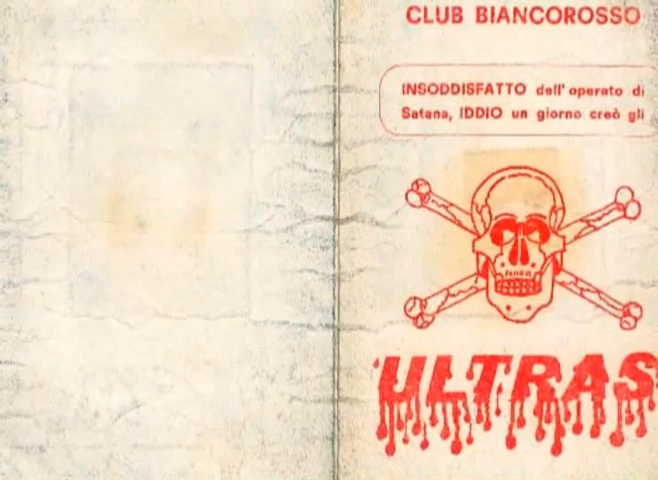 CLUB BIANCOROSSO
INSODDISFATTO dell' operato di
Satana, IDDIO un giorno creò gli
ULTRAS